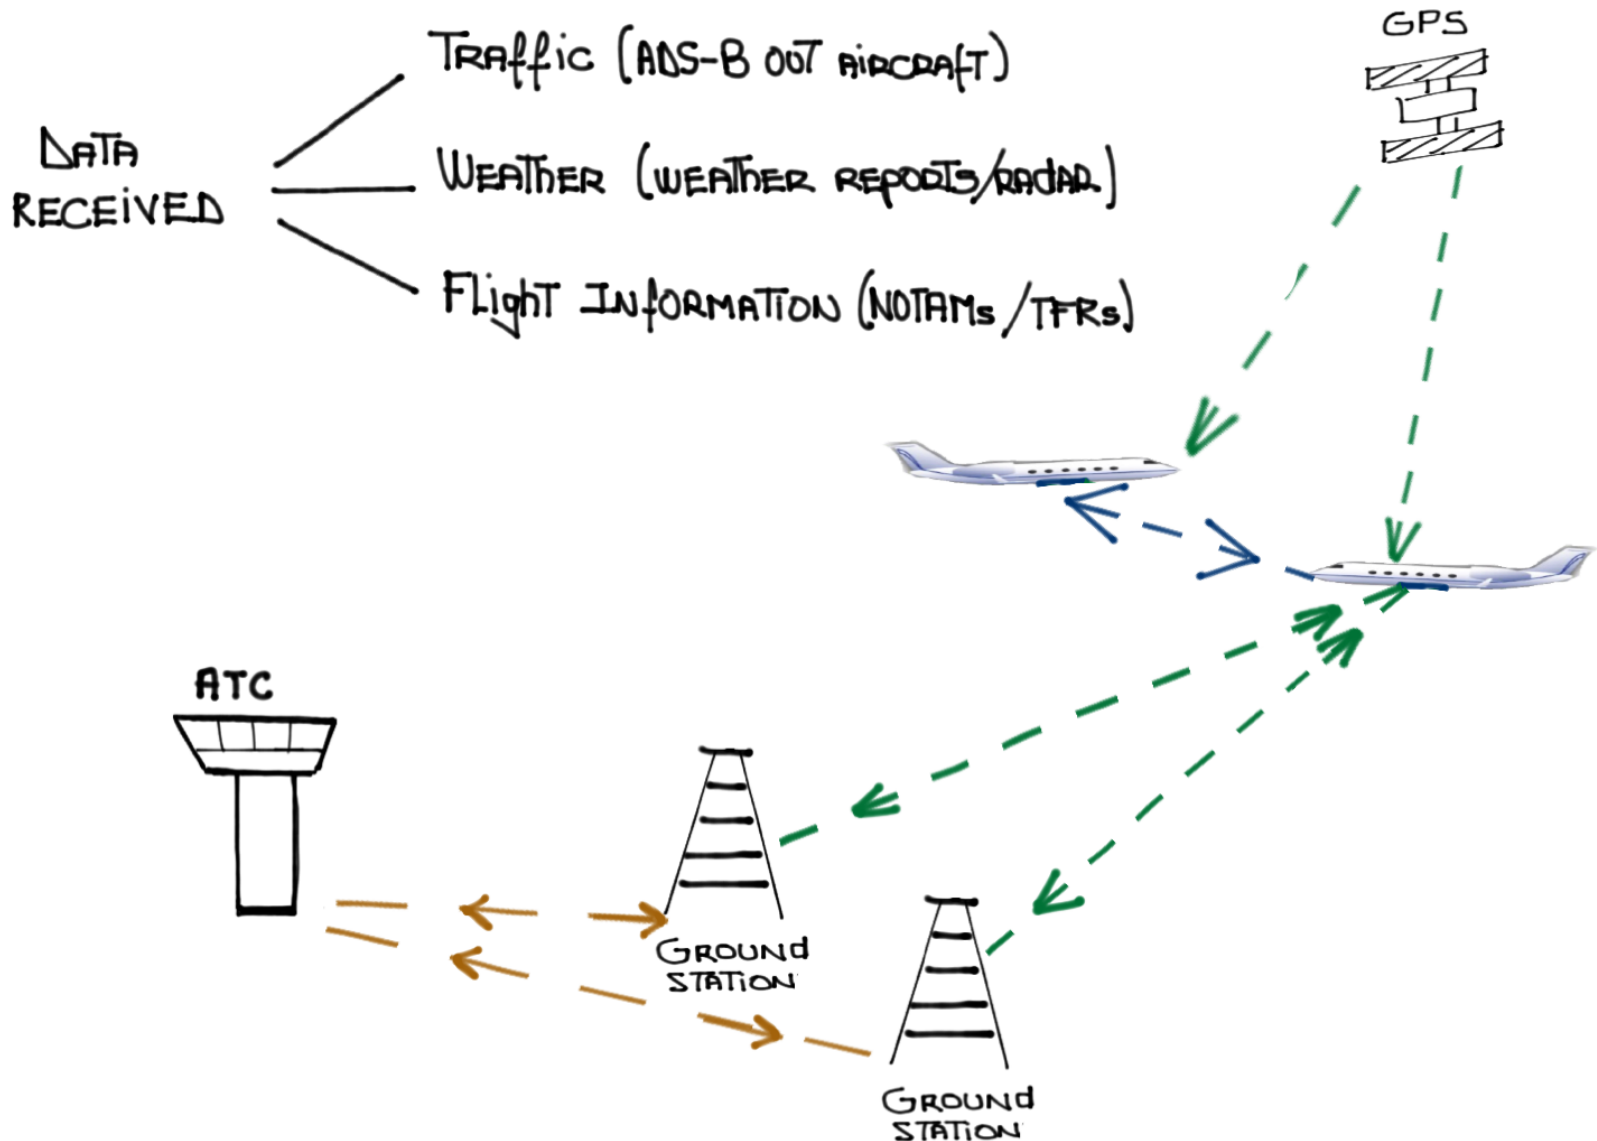 GPS
Traffic (ADS-B OUT aircraft)
Data
Received
Weather (Weather Reports/Radar)
Flight Information (NOTAMs/TFRs)
ATC
Ground
Station
Ground
Station